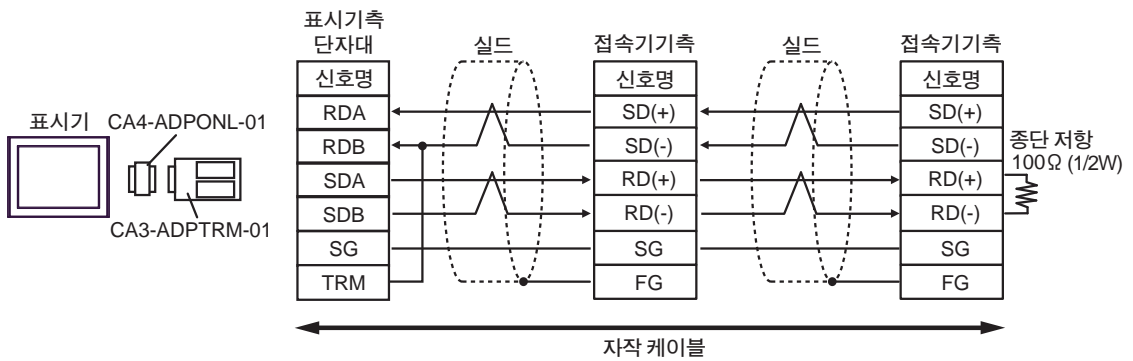 표시기측
단자대
실드
접속기기측
실드
접속기기측
신호명
신호명
신호명
RDA
SD(+)
SD(+)
표시기
CA4-ADPONL-01
RDB
SD(-)
SD(-)
종단 저항
100Ω (1/2W)
SDA
RD(+)
RD(+)
SDB
RD(-)
RD(-)
CA3-ADPTRM-01
SG
SG
SG
TRM
FG
FG
자작 케이블